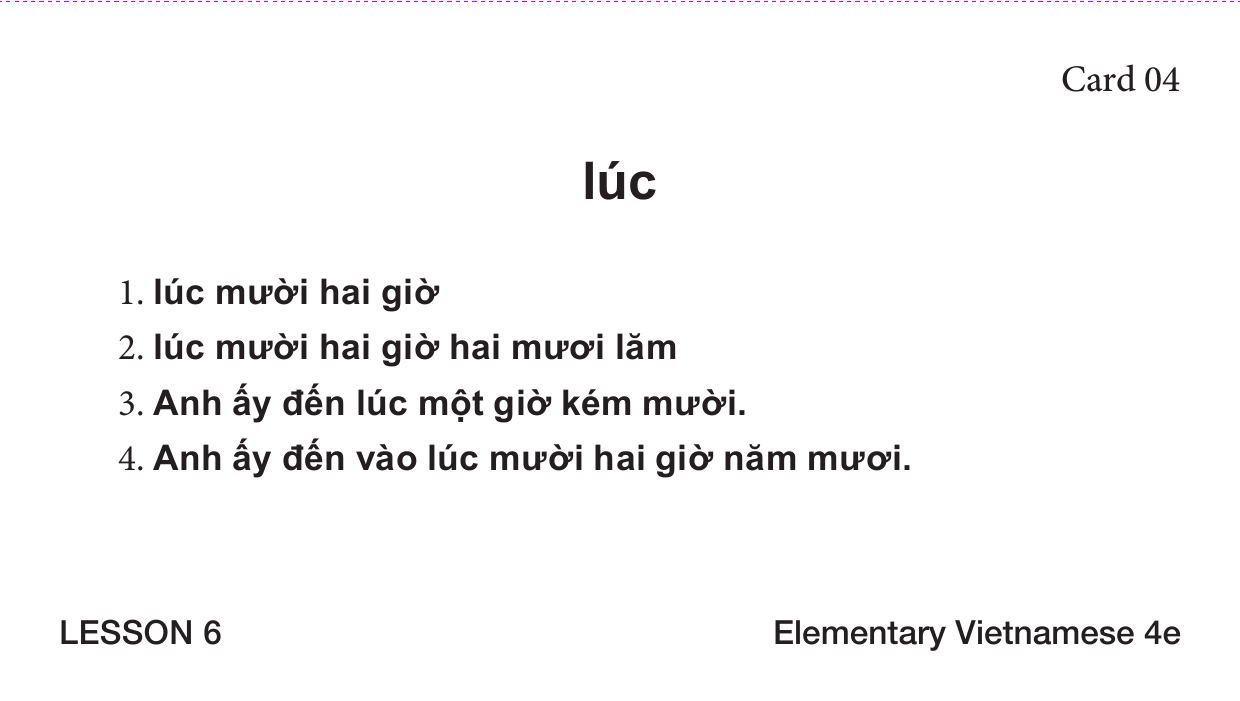 Card 04
lúc
1. lúc mười hai giờ
2. lúc mười hai giờ hai mươi lăm
3. Anh ấy đến lúc một giờ kém mười.
4. Anh ấy đến vào lúc mười hai giờ năm mươi.
LESSON 6 Elementary Vietnamese 4e